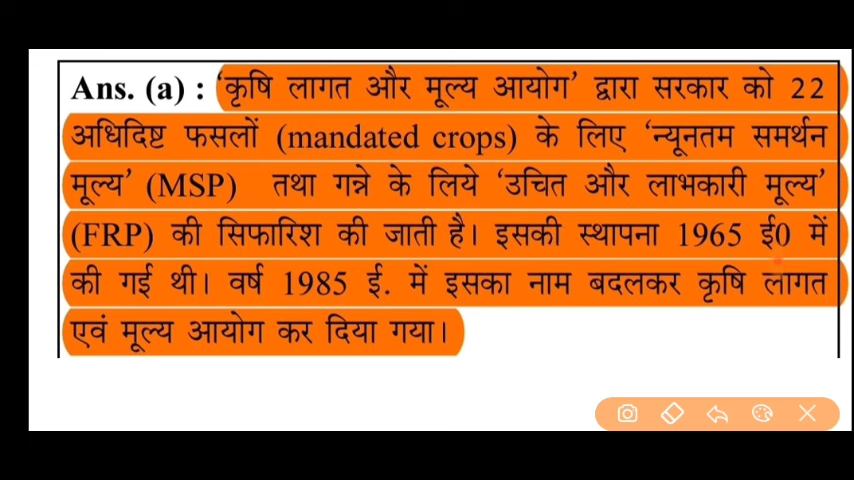 Ans. (a) : ‘कृषि लागत और मूल्य आयोग’ द्वारा सरकार को 22
अधिदिष्ट फसलों (mandated crops) के लिए ‘न्यूनतम समर्थन
मूल्य’ (MSP) तथा गन्ने के लिये ‘उचित और लाभकारी मूल्य’
(FRP) की सिफारिश की जाती है। इसकी स्थापना 1965 ई0 में
की गई थी। वर्ष 1985 ई. में इसका नाम बदलकर कृषि लागत
एवं मूल्य आयोग कर दिया गया।